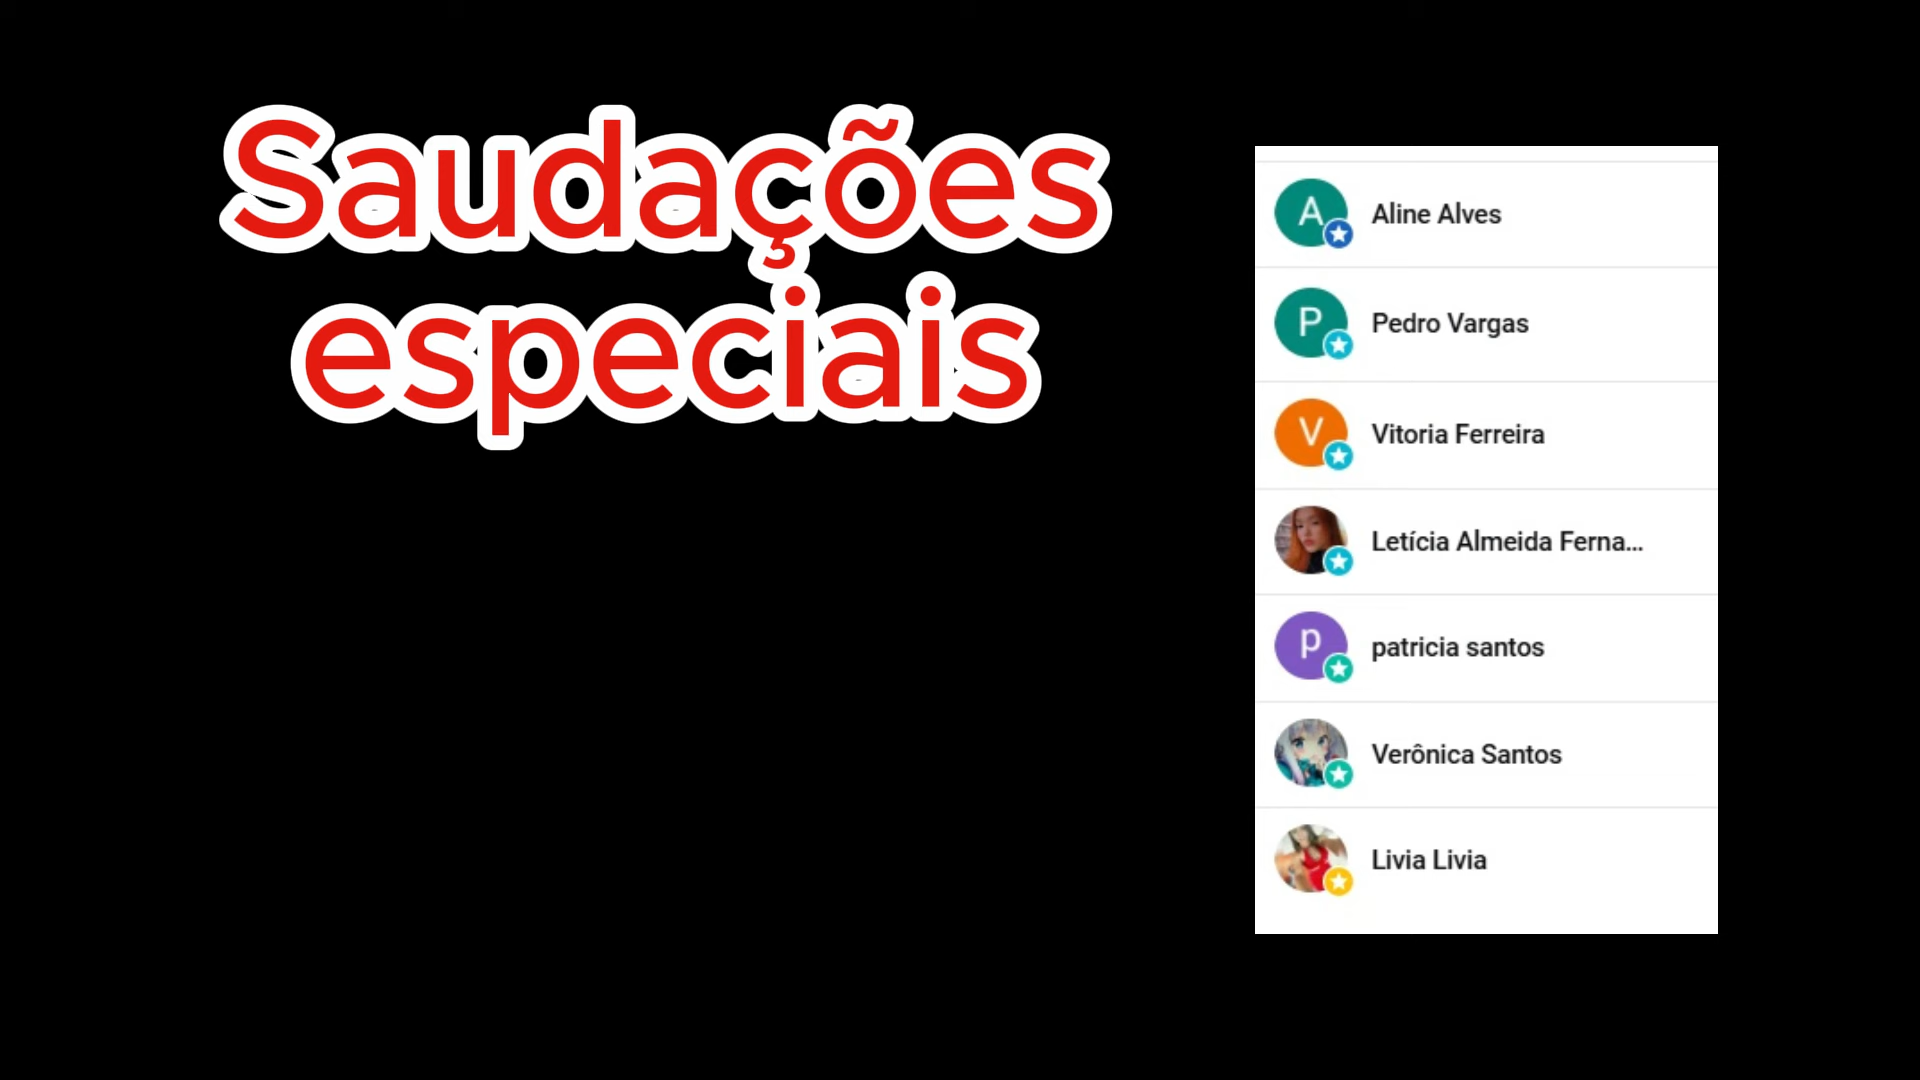 Saudações
especiais
A Aline Alves
P Pedro Vargas
V Vitoria Ferreira
Letícia Almeida Ferna...
p patricia santos
Verônica Santos
Livia Livia